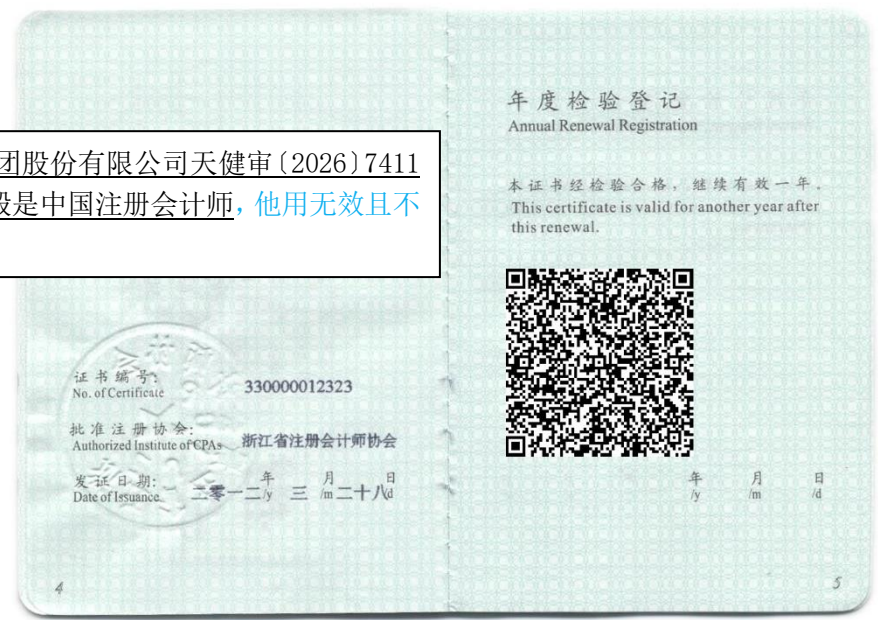 团股份有限公司天健审〔2026〕7411
殷是中国注册会计师，他用无效且不
证书编号：
No. of Certificate
330000012323
批准注册协会：
Authorized Institute of CPAs
浙江省注册会计师协会
发证日期：
Date of Issuance
二零一二 年/y 三 月/m 二十八 日/d
4
年度检验登记
Annual Renewal Registration
本证书经检验合格，继续有效一年。
This certificate is valid for another year after
this renewal.
年 月 日
/y /m /d
5